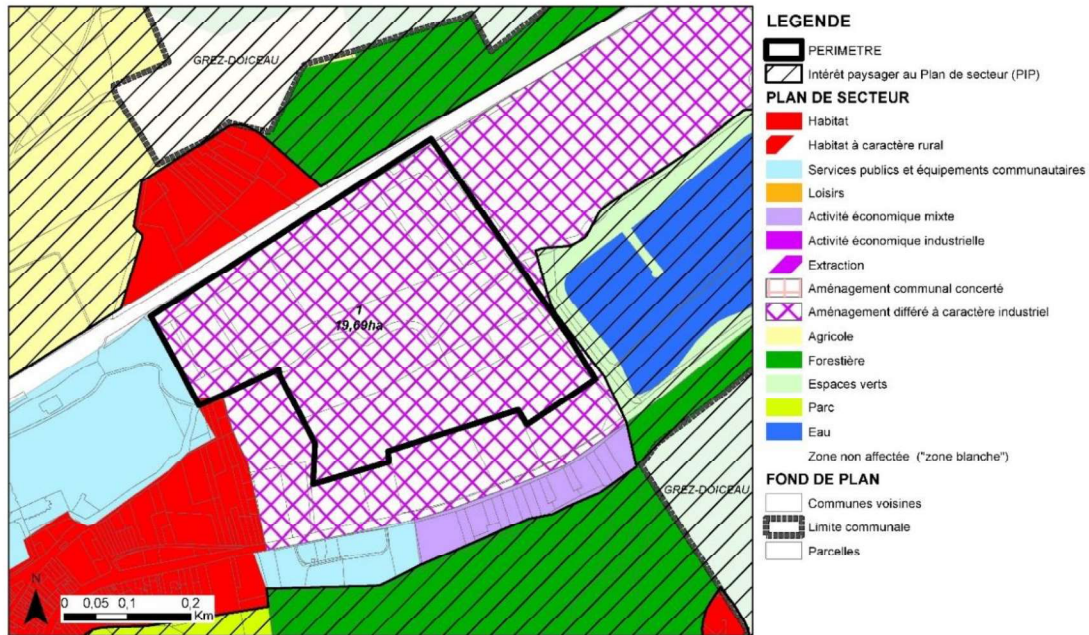 GREZ-DOICEAU
1
19,69ha
GREZ-DOICEAU
N
0 0,05 0,1 0,2
Km
LEGENDE
PERIMETRE
Intérêt paysager au Plan de secteur (PIP)
PLAN DE SECTEUR
Habitat
Habitat à caractère rural
Services publics et équipements communautaires
Loisirs
Activité économique mixte
Activité économique industrielle
Extraction
Aménagement communal concerté
Aménagement différé à caractère industriel
Agricole
Forestière
Espaces verts
Parc
Eau
Zone non affectée ("zone blanche")
FOND DE PLAN
Communes voisines
Limite communale
Parcelles